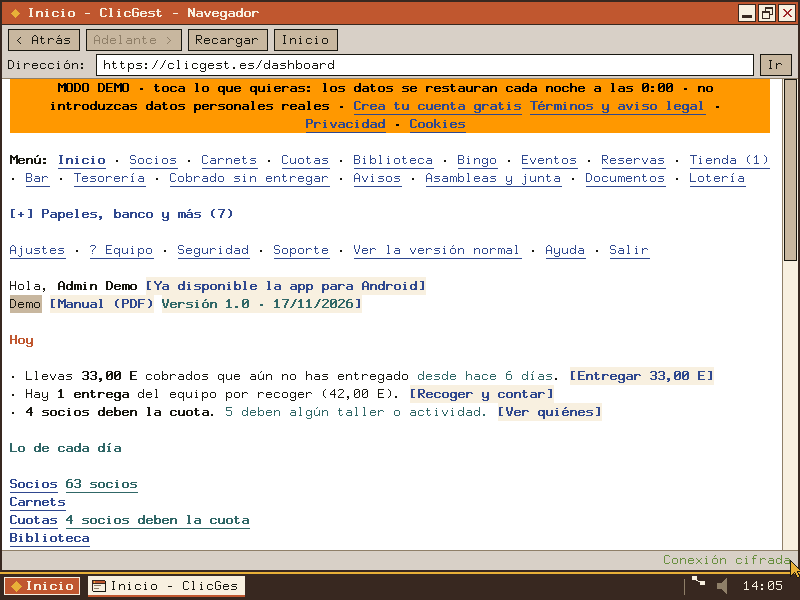 Inicio - ClicGest - Navegador
< Atrás Adelante > Recargar Inicio
Dirección: https://clicgest.es/dashboard Ir
MODO DEMO · toca lo que quieras: los datos se restauran cada noche a las 0:00 · no
introduzcas datos personales reales · Crea tu cuenta gratis Términos y aviso legal ·
Privacidad · Cookies
Menú: Inicio · Socios · Carnets · Cuotas · Biblioteca · Bingo · Eventos · Reservas · Tienda (1)
· Bar · Tesorería · Cobrado sin entregar · Avisos · Asambleas y junta · Documentos · Lotería
[+] Papeles, banco y más (7)
Ajustes · ? Equipo · Seguridad · Soporte · Ver la versión normal · Ayuda · Salir
Hola, Admin Demo [Ya disponible la app para Android]
Demo [Manual (PDF) Versión 1.0 · 17/11/2026]
Hoy
· Llevas 33,00 E cobrados que aún no has entregado desde hace 6 días. [Entregar 33,00 E]
· Hay 1 entrega del equipo por recoger (42,00 E). [Recoger y contar]
· 4 socios deben la cuota. 5 deben algún taller o actividad. [Ver quiénes]
Lo de cada día
Socios 63 socios
Carnets
Cuotas 4 socios deben la cuota
Biblioteca
Conexión cifrada
Inicio Inicio - ClicGes 14:05